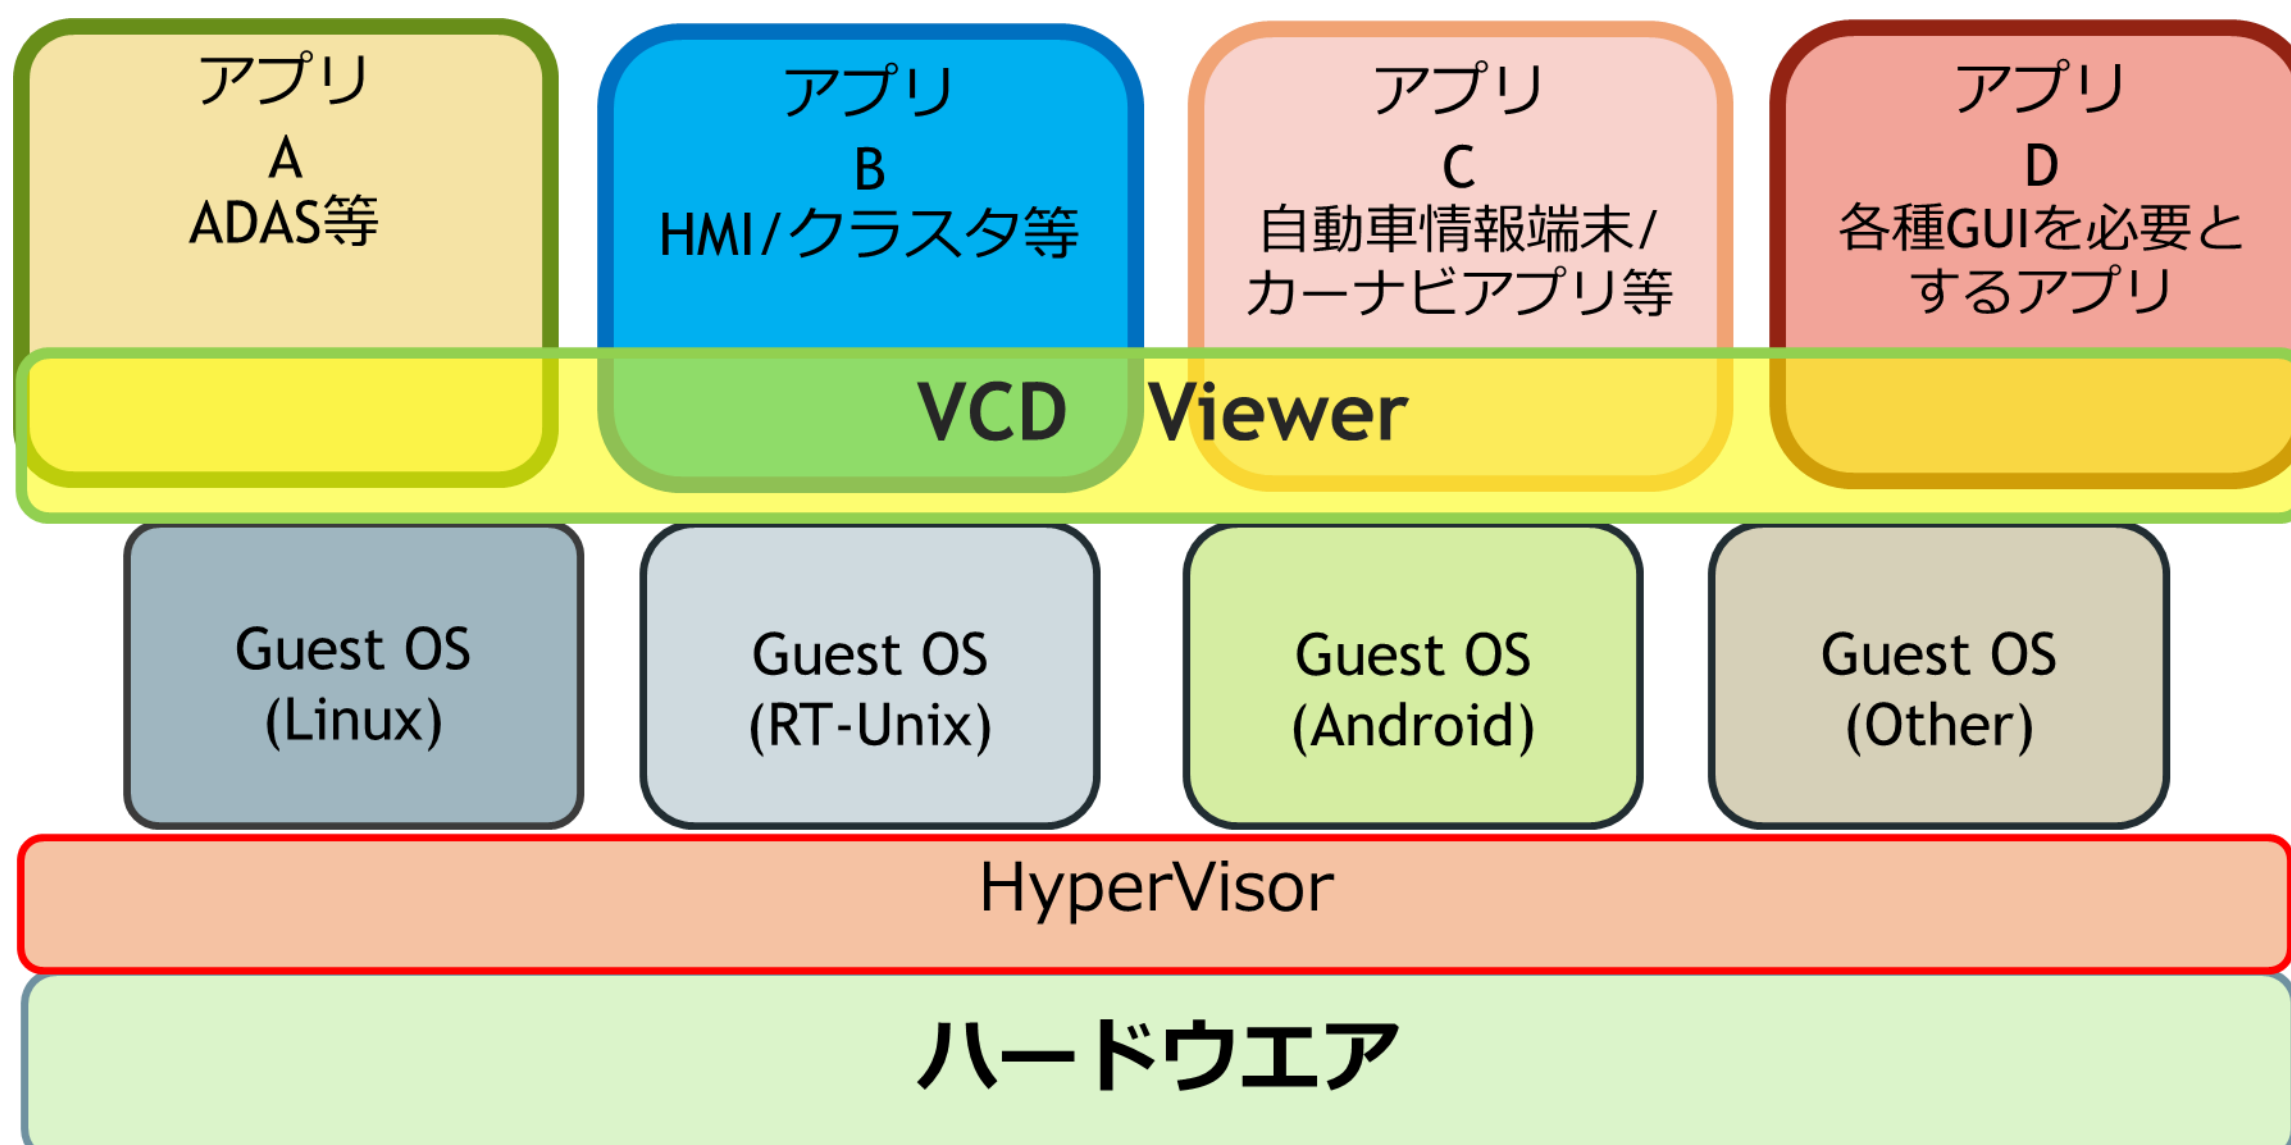 アプリ
A
ADAS等
アプリ
B
HMI/クラスタ等
アプリ
C
自動車情報端末/
カーナビアプリ等
アプリ
D
各種GUIを必要と
するアプリ
VCD　Viewer
Guest OS
(Linux)
Guest OS
(RT-Unix)
Guest OS
(Android)
Guest OS
(Other)
HyperVisor
ハードウエア